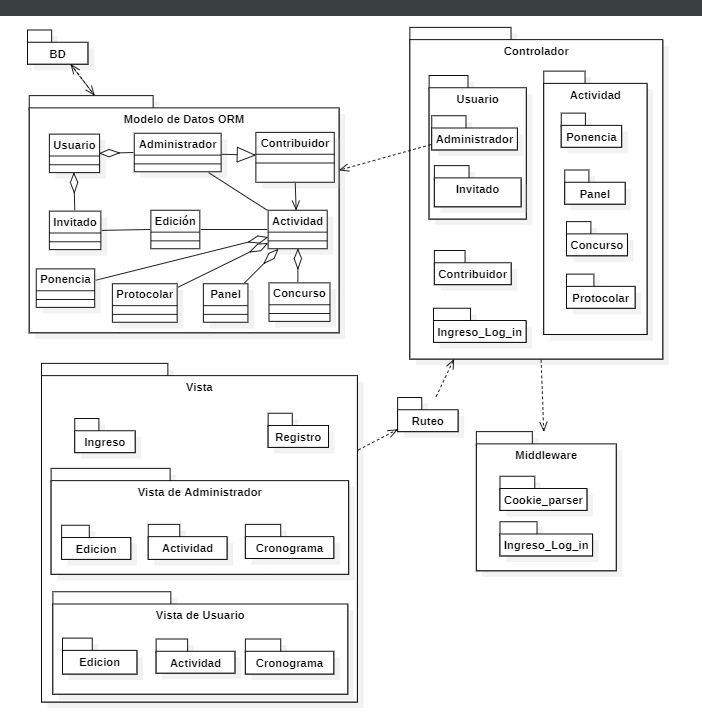 BD
Modelo de Datos ORM
Usuario
Administrador
Contribuidor
Invitado
Edición
Actividad
Ponencia
Protocolar
Panel
Concurso
Controlador
Usuario
Administrador
Invitado
Contribuidor
Ingreso_Log_in
Actividad
Ponencia
Panel
Concurso
Protocolar
Vista
Ingreso
Registro
Vista de Administrador
Edicion
Actividad
Cronograma
Vista de Usuario
Edicion
Actividad
Cronograma
Ruteo
Middleware
Cookie_parser
Ingreso_Log_in